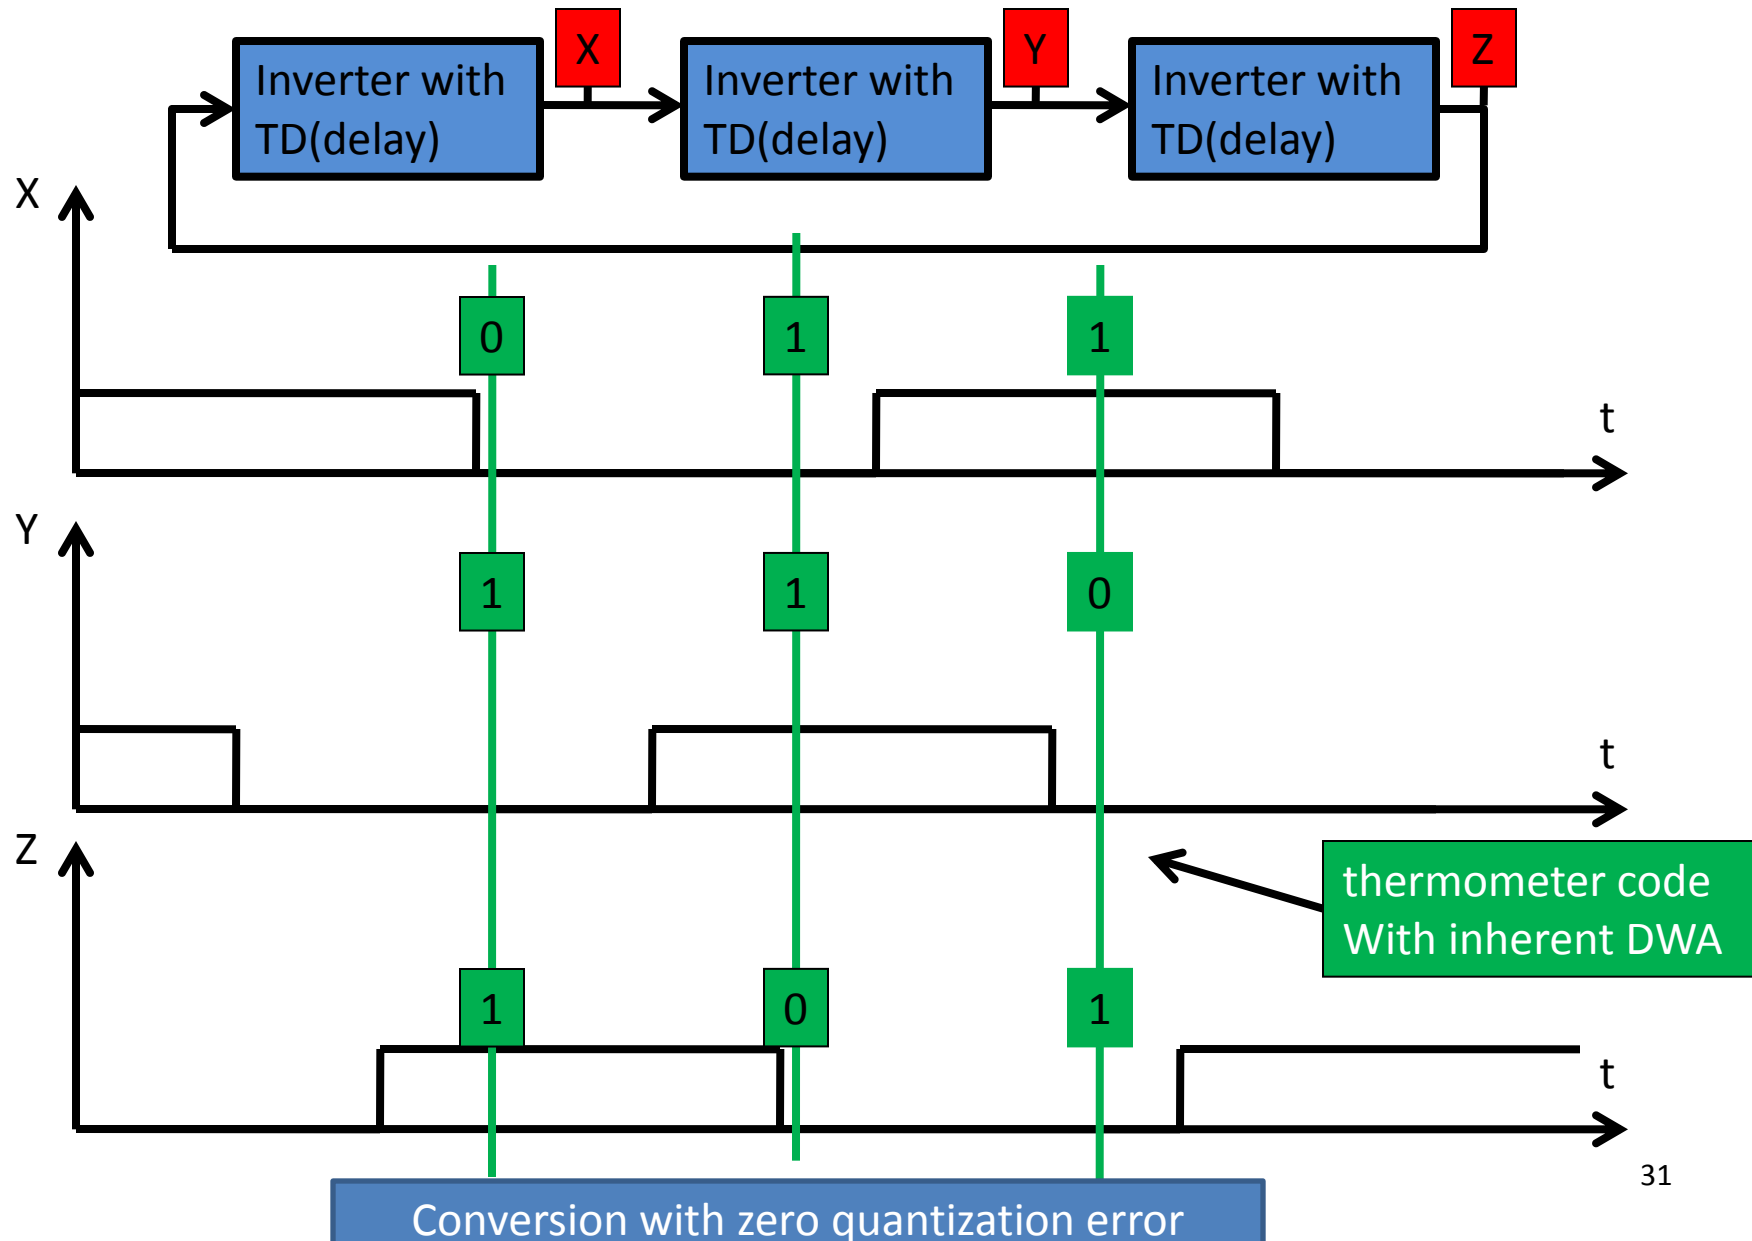 X
Y
Z
Inverter with
TD(delay)
Inverter with
TD(delay)
Inverter with
TD(delay)
X
0
1
1
t
Y
1
1
0
t
Z
thermometer code
With inherent DWA
1
0
1
t
31
Conversion with zero quantization error